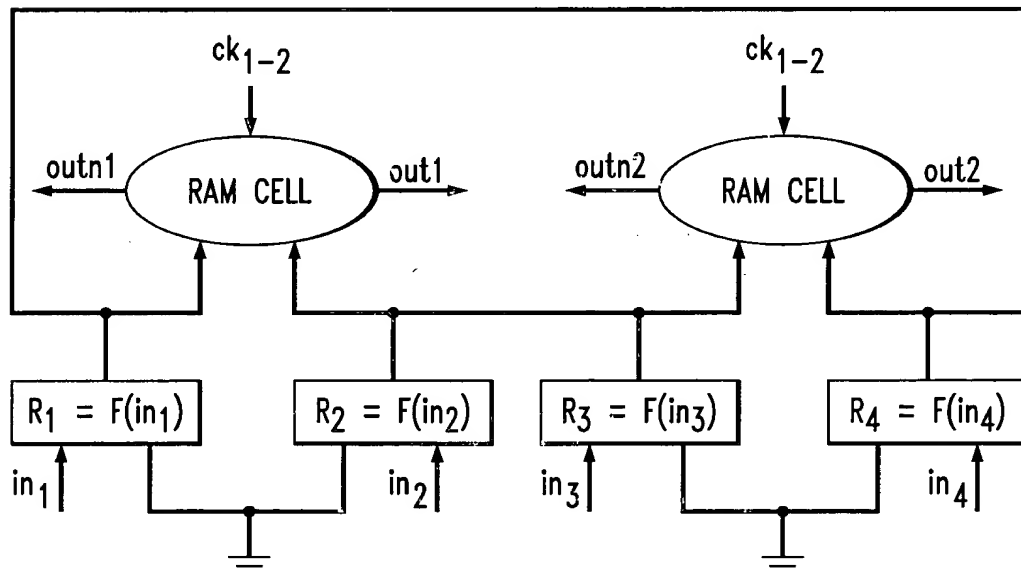 ck1-2
ck1-2
outn1
RAM CELL
out1
outn2
RAM CELL
out2
R1 = F(in1)
R2 = F(in2)
R3 = F(in3)
R4 = F(in4)
in1
in2
in3
in4